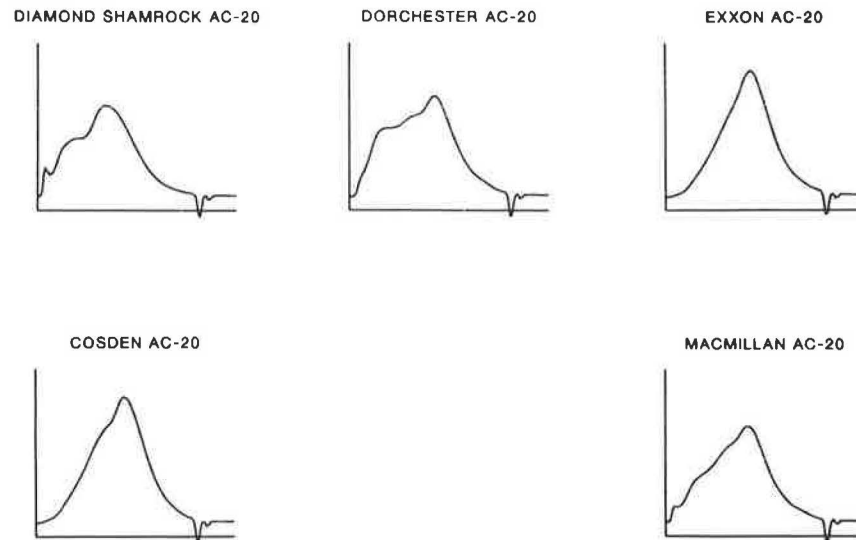 DIAMOND SHAMROCK AC-20
DORCHESTER AC-20
EXXON AC-20
COSDEN AC-20
MACMILLAN AC-20